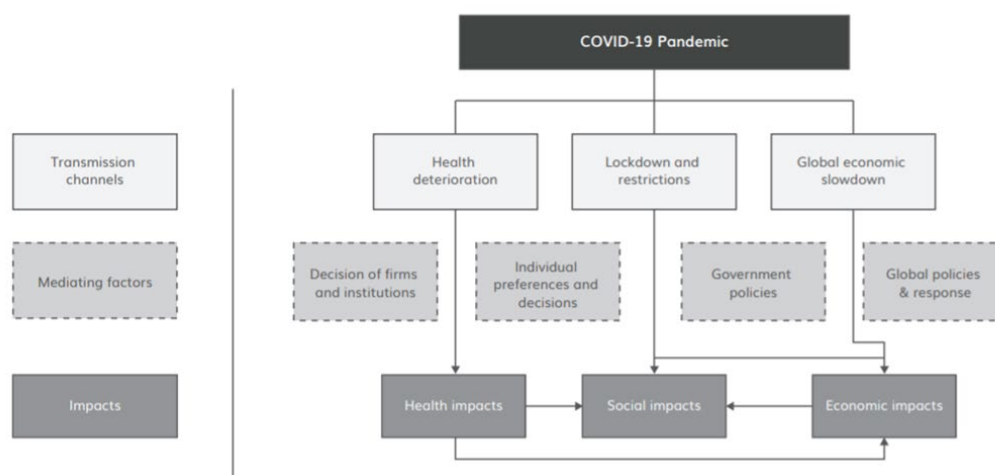 COVID-19 Pandemic
Transmission
channels
Health
deterioration
Lockdown and
restrictions
Global economic
slowdown
Mediating factors
Decision of firms
and institutions
Individual
preferences and
decisions
Government
policies
Global policies
& response
Impacts
Health impacts
Social impacts
Economic impacts